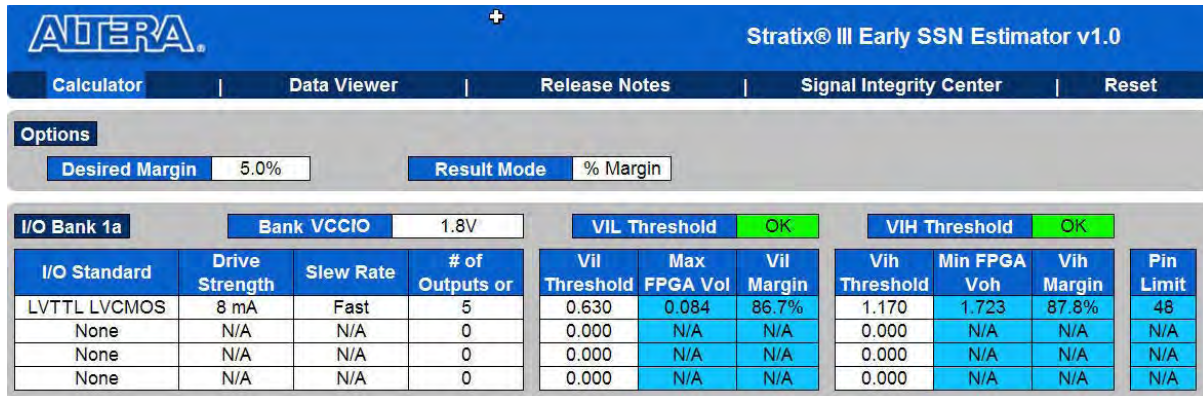 ALTERA.
Stratix® III Early SSN Estimator v1.0
Calculator | Data Viewer | Release Notes | Signal Integrity Center | Reset
Options
Desired Margin 5.0% Result Mode % Margin
I/O Bank 1a Bank VCCIO 1.8V VIL Threshold OK VIH Threshold OK
I/O Standard Drive Strength Slew Rate # of Outputs or Vil Threshold Max FPGA Vol Vil Margin Vih Threshold Min FPGA Voh Vih Margin Pin Limit
LVTTL LVCMOS 8 mA Fast 5 0.630 0.084 86.7% 1.170 1.723 87.8% 48
None N/A N/A 0 0.000 N/A N/A 0.000 N/A N/A N/A
None N/A N/A 0 0.000 N/A N/A 0.000 N/A N/A N/A
None N/A N/A 0 0.000 N/A N/A 0.000 N/A N/A N/A